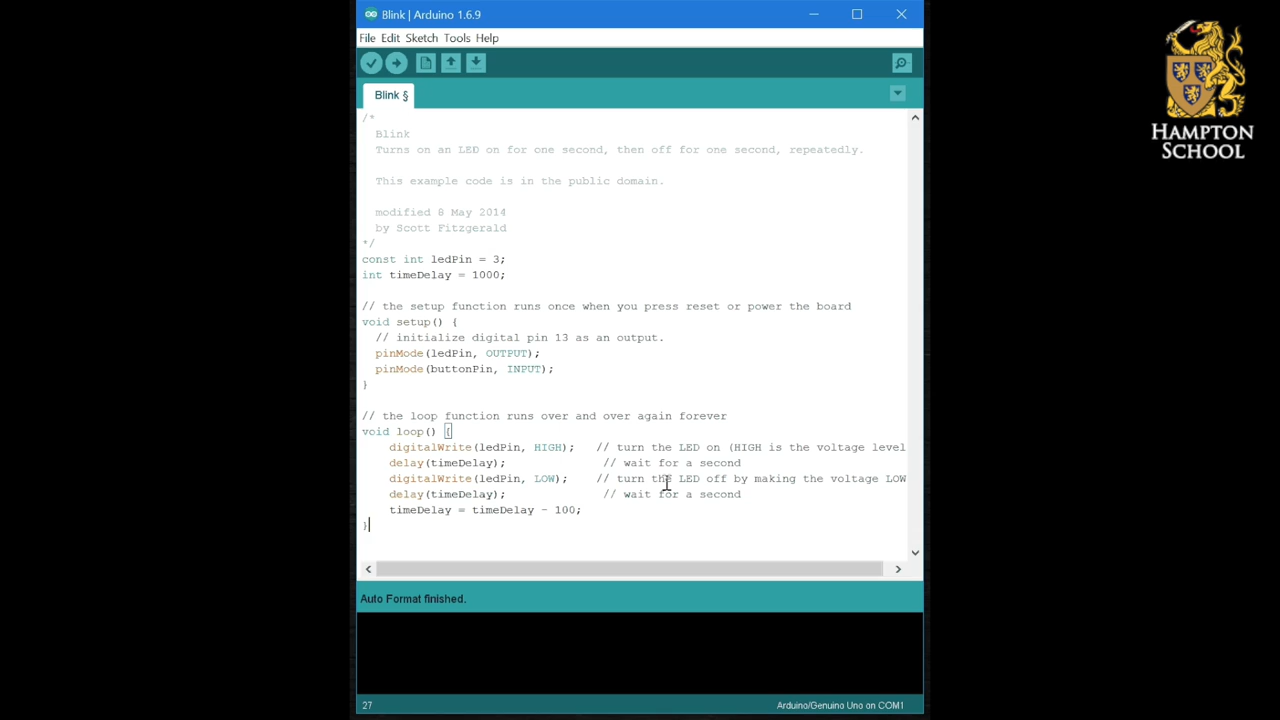 Blink | Arduino 1.6.9
File Edit Sketch Tools Help
Blink §
/*
Blink
Turns on an LED on for one second, then off for one second, repeatedly.
This example code is in the public domain.
modified 8 May 2014
by Scott Fitzgerald
*/
const int ledPin = 3;
int timeDelay = 1000;
// the setup function runs once when you press reset or power the board
void setup() {
// initialize digital pin 13 as an output.
pinMode(ledPin, OUTPUT);
pinMode(buttonPin, INPUT);
}
// the loop function runs over and over again forever
void loop() {
digitalWrite(ledPin, HIGH); // turn the LED on (HIGH is the voltage level
delay(timeDelay); // wait for a second
digitalWrite(ledPin, LOW); // turn the LED off by making the voltage LOW
delay(timeDelay); // wait for a second
timeDelay = timeDelay - 100;
}
Auto Format finished.
27
Arduino/Genuino Uno on COM1
HAMPTON
SCHOOL